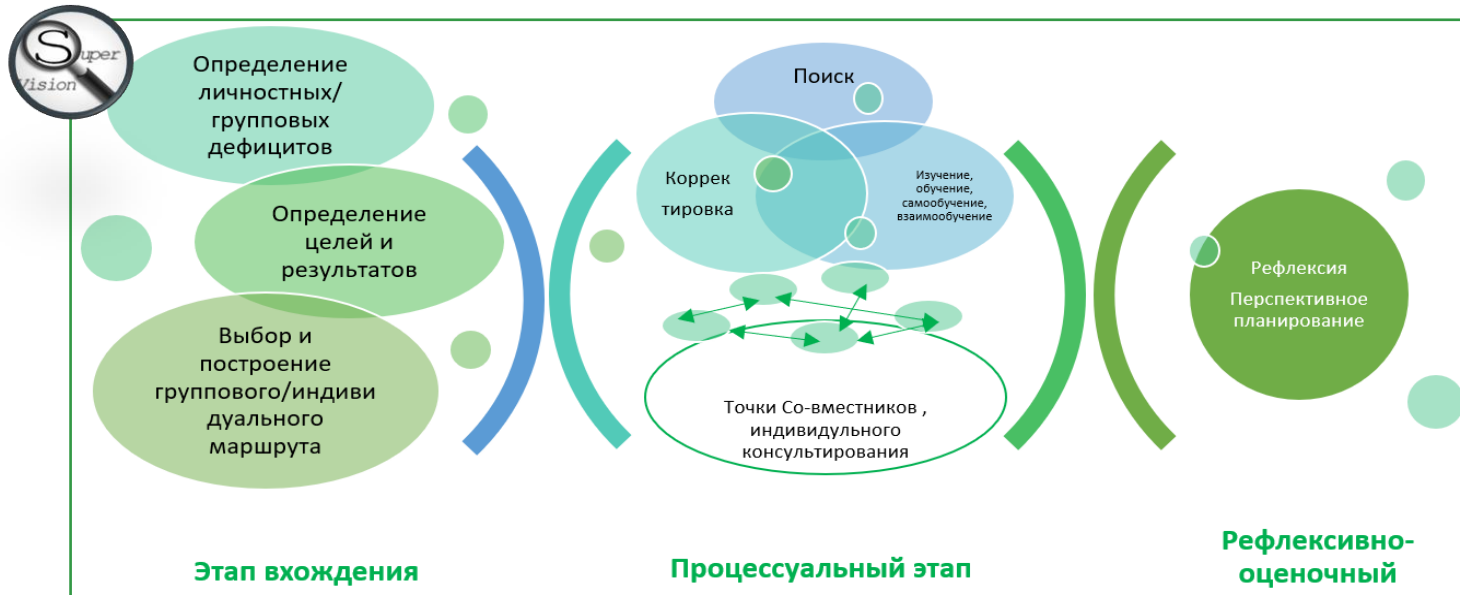 Super
Vision
Определение
личностных/
групповых
дефицитов
Определение
целей и
результатов
Выбор и
построение
группового/индиви
дуального
маршрута
Этап вхождения
Поиск
Коррек
тировка
Изучение,
обучение,
самообучение,
взаимообучение
Точки Со-вместников ,
индивидульного
консультирования
Процессуальный этап
Рефлексия
Перспективное
планирование
Рефлексивно-
оценочный